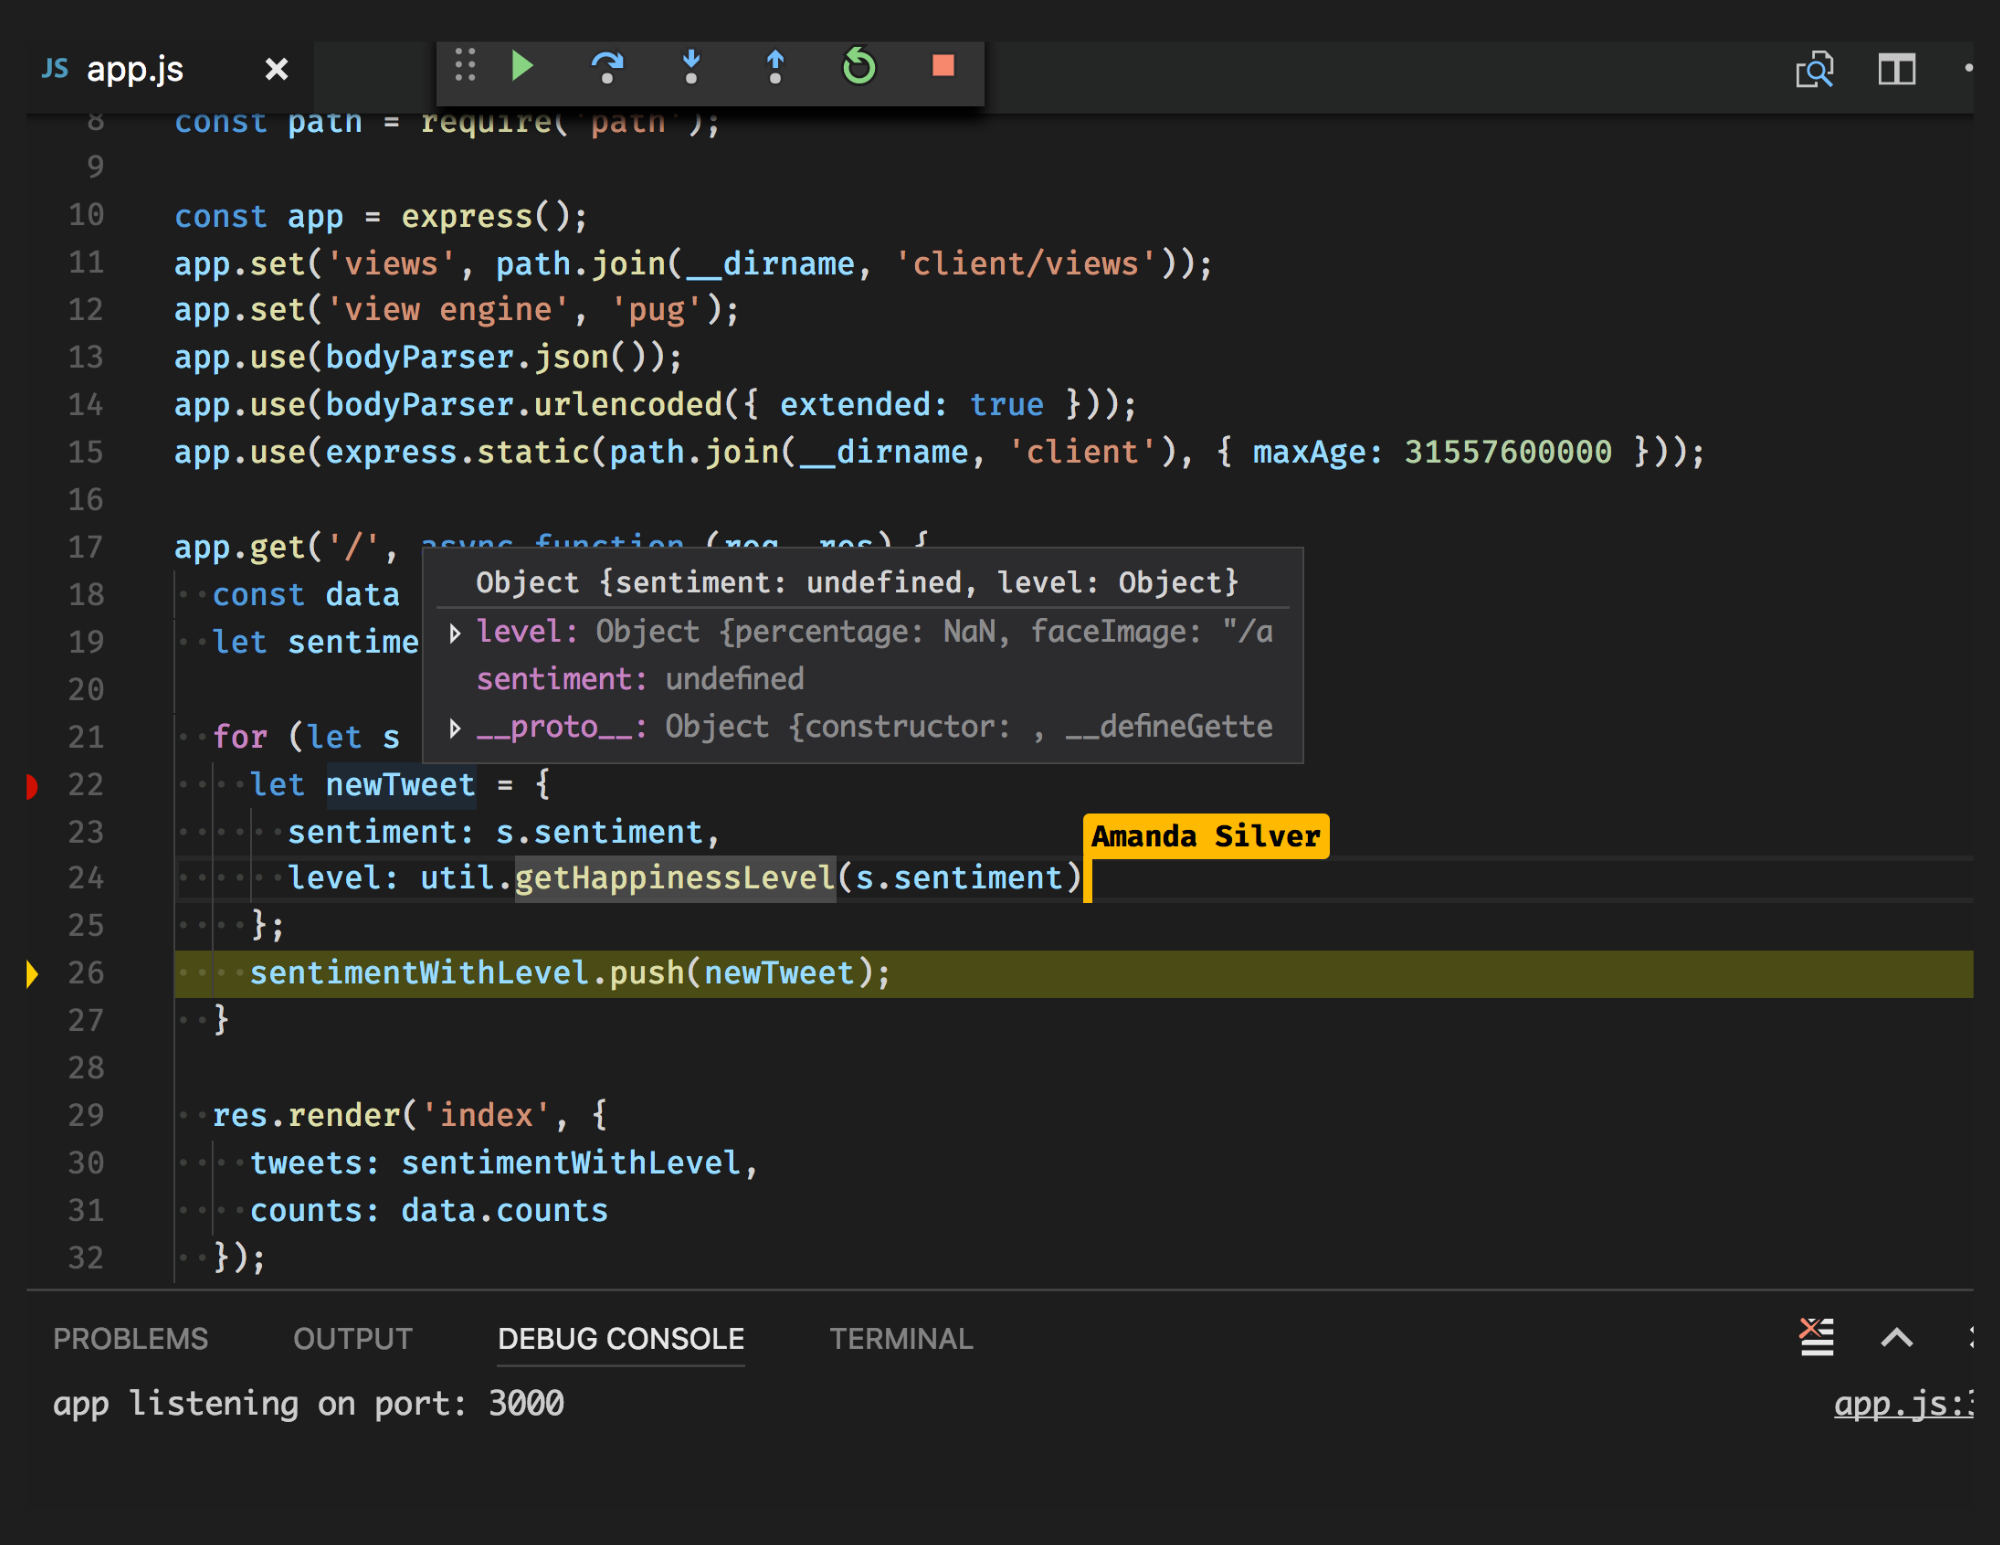 JS app.js
8 const path = require('path');
9
10 const app = express();
11 app.set('views', path.join(__dirname, 'client/views'));
12 app.set('view engine', 'pug');
13 app.use(bodyParser.json());
14 app.use(bodyParser.urlencoded({ extended: true }));
15 app.use(express.static(path.join(__dirname, 'client'), { maxAge: 31557600000 }));
16
17 app.get('/', async function (req, res) {
Object {sentiment: undefined, level: Object}
18 const data
19 let sentime
level: Object {percentage: NaN, faceImage: "/a
sentiment: undefined
20
__proto__: Object {constructor: , __defineGette
21 for (let s
22 let newTweet = {
23 sentiment: s.sentiment,
Amanda Silver
24 level: util.getHappinessLevel(s.sentiment)
25 };
26 sentimentWithLevel.push(newTweet);
27 }
28
29 res.render('index', {
30 tweets: sentimentWithLevel,
31 counts: data.counts
32 });
PROBLEMS OUTPUT DEBUG CONSOLE TERMINAL
app listening on port: 3000 app.js:3